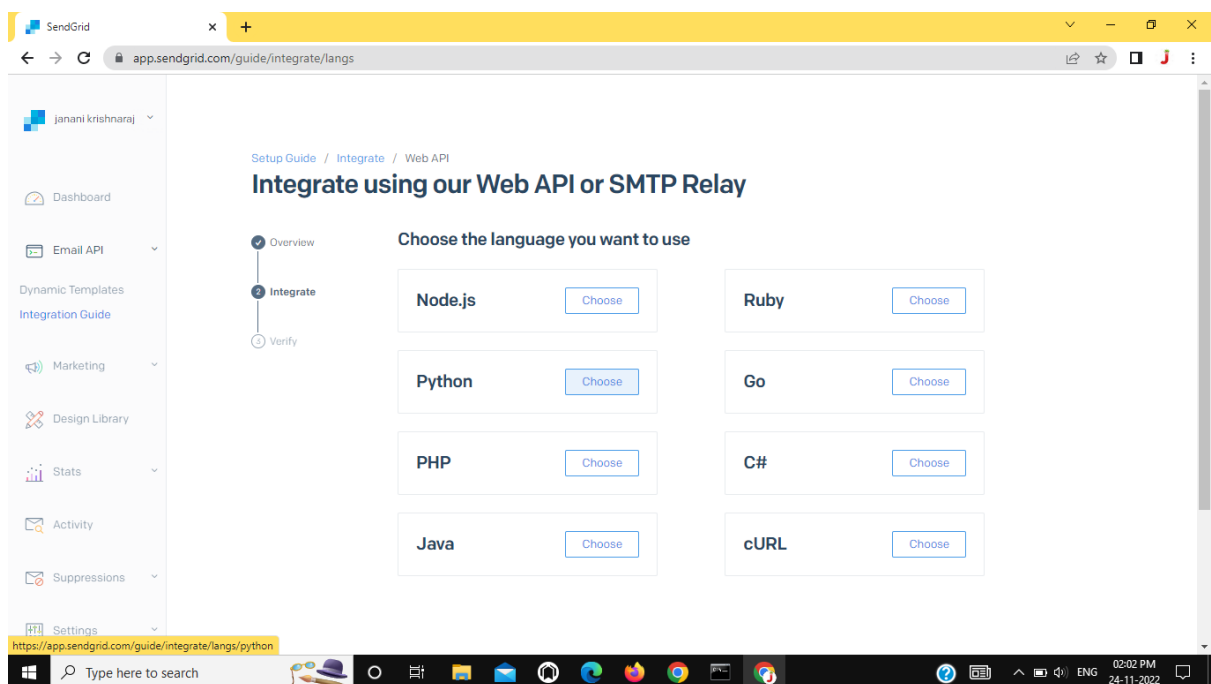 SendGrid
app.sendgrid.com/guide/integrate/langs
janani krishnaraj
Dashboard
Email API
Dynamic Templates
Integration Guide
Marketing
Design Library
Stats
Activity
Suppressions
Settings
Setup Guide / Integrate / Web API
Integrate using our Web API or SMTP Relay
Overview
2 Integrate
3 Verify
Choose the language you want to use
Node.js Choose
Ruby Choose
Python Choose
Go Choose
PHP Choose
C# Choose
Java Choose
cURL Choose
https://app.sendgrid.com/guide/integrate/langs/python
Type here to search
ENG
02:02 PM
24-11-2022